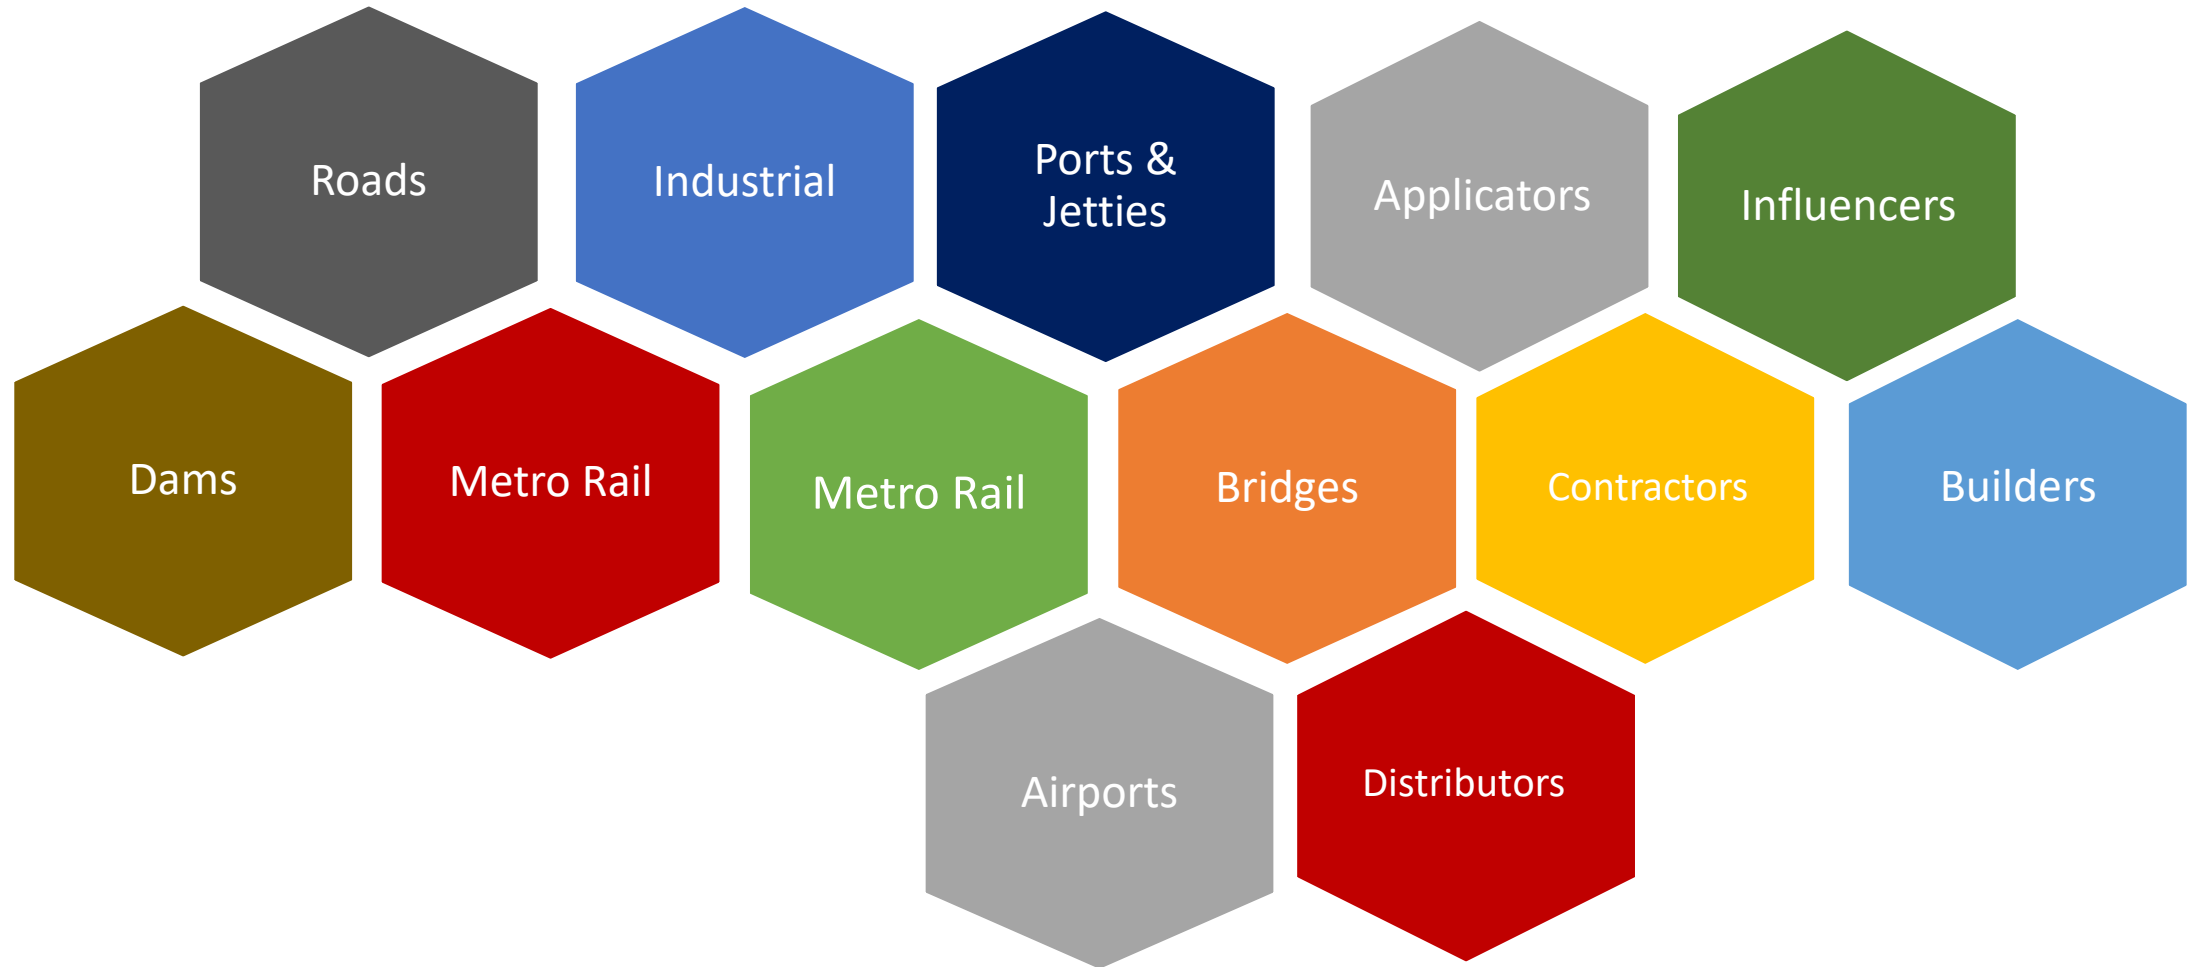 Roads
Industrial
Ports &
Jetties
Applicators
Influencers
Dams
Metro Rail
Metro Rail
Bridges
Contractors
Builders
Airports
Distributors